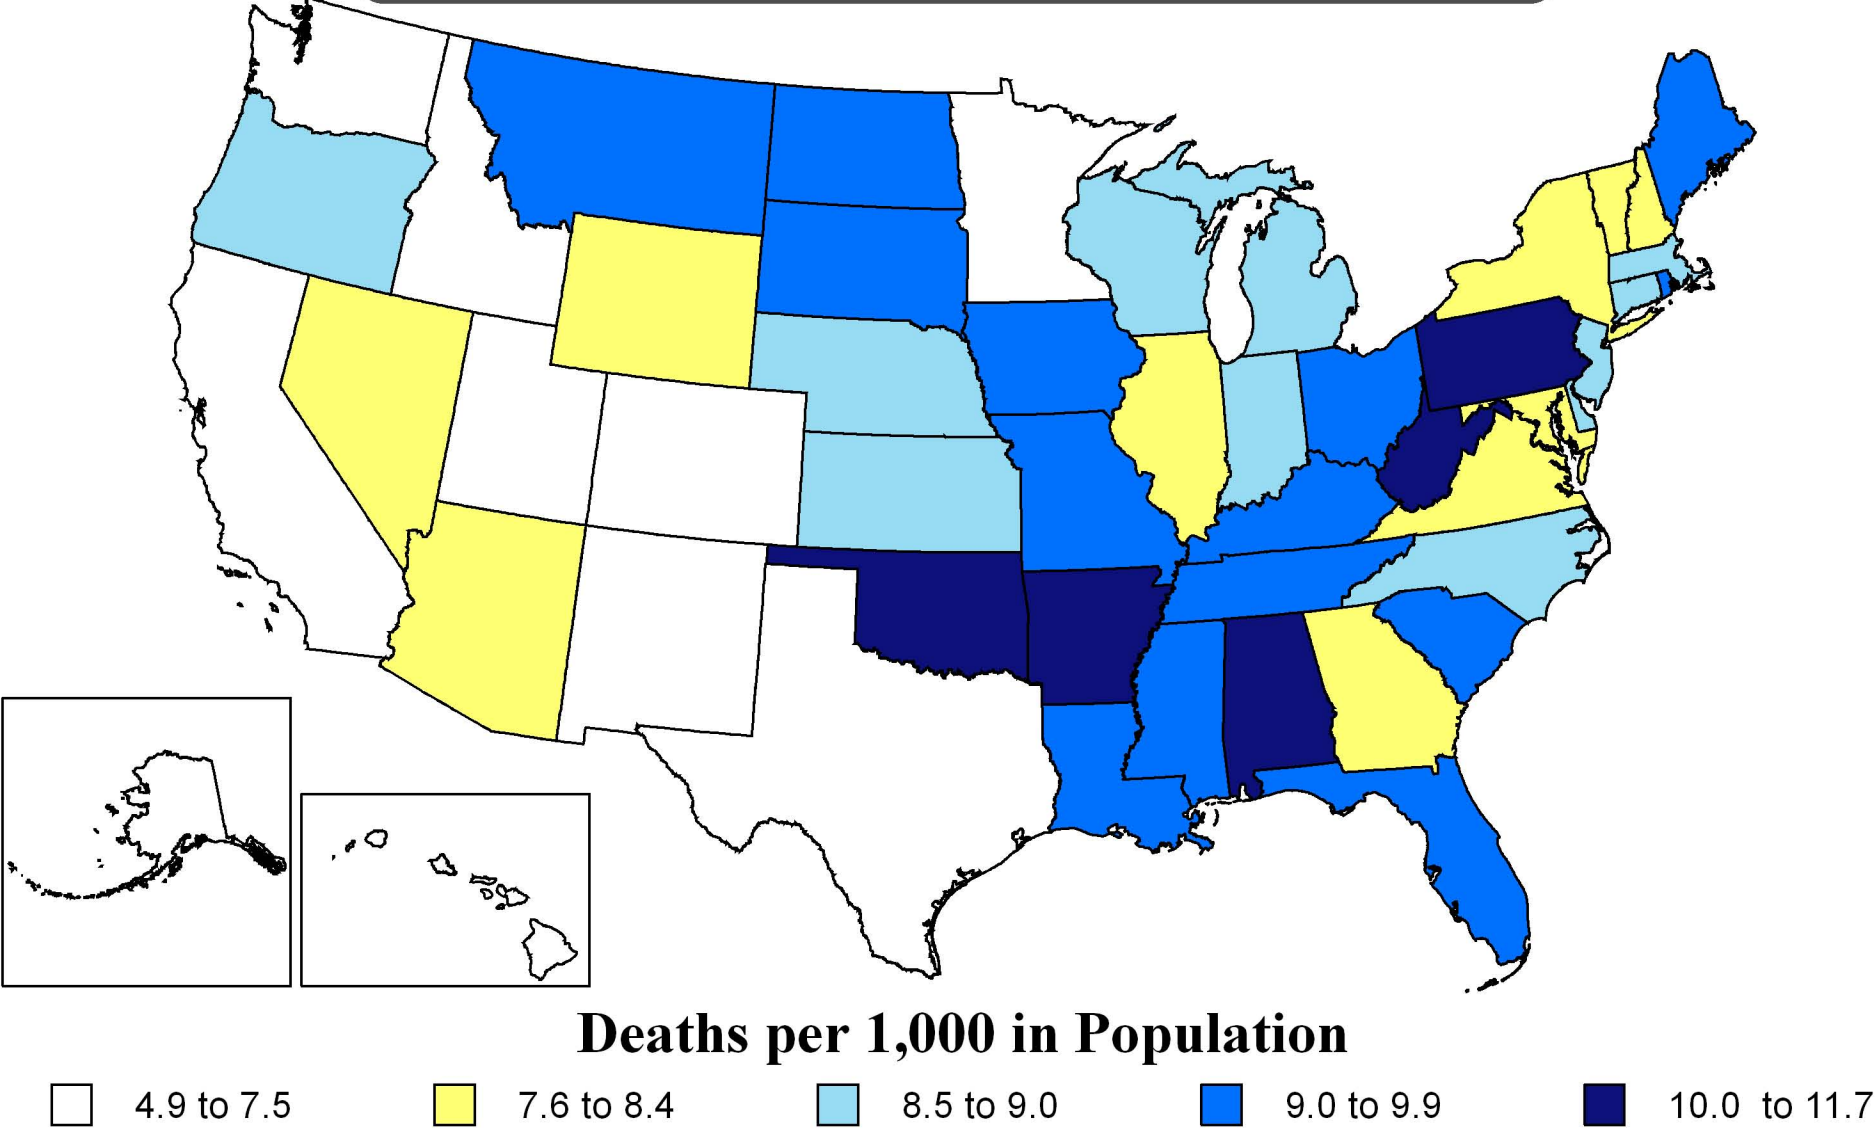 Deaths per 1,000 in Population
4.9 to 7.5 7.6 to 8.4 8.5 to 9.0 9.0 to 9.9 10.0 to 11.7